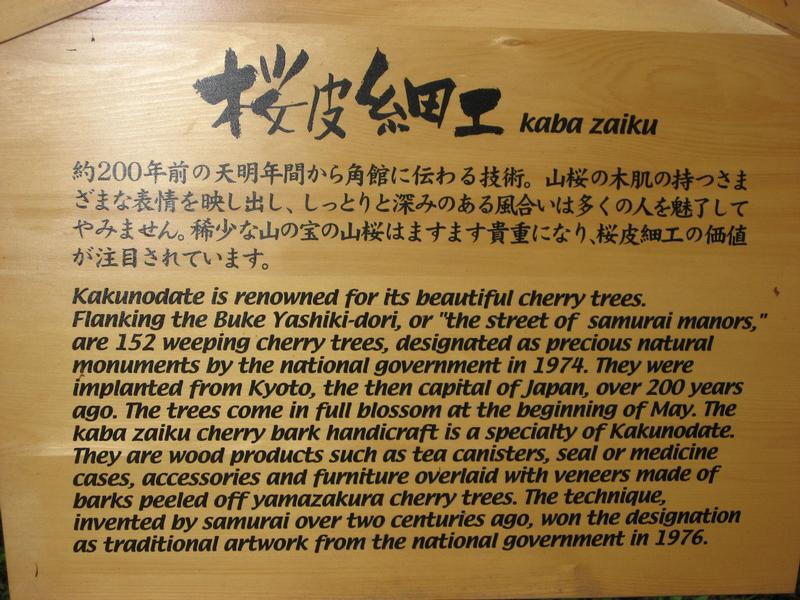 桜皮細工 kaba zaiku
約200年前の天明年間から角館に伝わる技術。山桜の木肌の持つさま
ざまな表情を映し出し、しっとりと深みのある風合いは多くの人を魅了して
やみません。稀少な山の宝の山桜はますます貴重になり、桜皮細工の価値
が注目されています。
Kakunodate is renowned for its beautiful cherry trees.
Flanking the Buke Yashiki-dori, or "the street of samurai manors,"
are 152 weeping cherry trees, designated as precious natural
monuments by the national government in 1974. They were
implanted from Kyoto, the then capital of Japan, over 200 years
ago. The trees come in full blossom at the beginning of May. The
kaba zaiku cherry bark handicraft is a specialty of Kakunodate.
They are wood products such as tea canisters, seal or medicine
cases, accessories and furniture overlaid with veneers made of
barks peeled off yamazakura cherry trees. The technique,
invented by samurai over two centuries ago, won the designation
as traditional artwork from the national government in 1976.